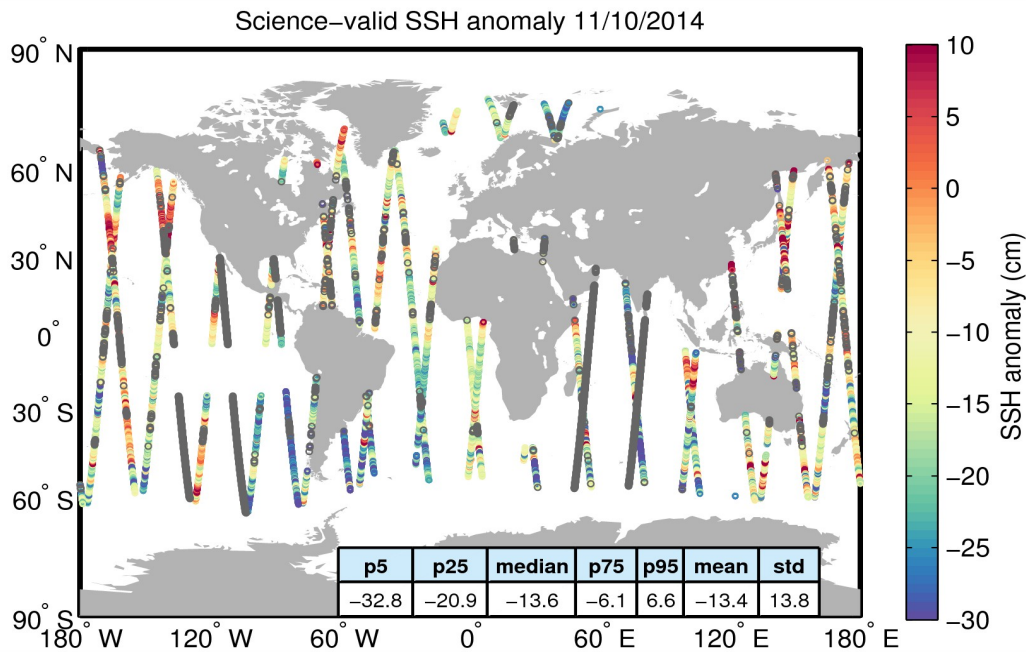 Science−valid SSH anomaly 11/10/2014
90° N
60° N
30° N
0°
30° S
60° S
90° S
180° W
120° W
60° W
0°
60° E
120° E
180° E
p5 p25 median p75 p95 mean std
−32.8 −20.9 −13.6 −6.1 6.6 −13.4 13.8
10
5
0
−5
−10
−15
−20
−25
−30
SSH anomaly (cm)